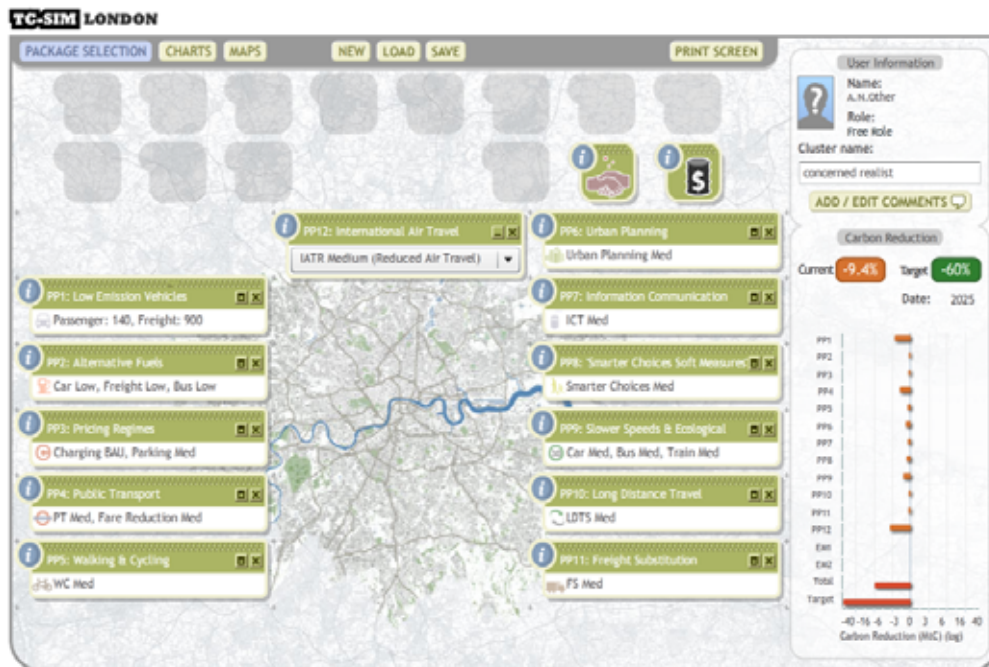 TC-SIM LONDON
PACKAGE SELECTION CHARTS MAPS NEW LOAD SAVE PRINT SCREEN
User Information
Name:
A.N.Other
Role:
Free Role
Cluster name:
concerned realist
ADD / EDIT COMMENTS
PP12: International Air Travel
IATR Medium (Reduced Air Travel)
PP1: Low Emission Vehicles
Passenger: 140, Freight: 900
PP2: Alternative Fuels
Car Low, Freight Low, Bus Low
PP3: Pricing Regimes
Charging BAU, Parking Med
PP4: Public Transport
PT Med, Fare Reduction Med
PP5: Walking & Cycling
WC Med
PP6: Urban Planning
Urban Planning Med
PP7: Information Communication
ICT Med
PP8: Smarter Choices Soft Measures
Smarter Choices Med
PP9: Slower Speeds & Ecological
Car Med, Bus Med, Train Med
PP10: Long Distance Travel
LDTS Med
PP11: Freight Substitution
FS Med
Carbon Reduction
Current -9.4% Target -60%
Date: 2025
PP1
PP2
PP3
PP4
PP5
PP6
PP7
PP8
PP9
PP10
PP11
PP12
EM1
EM2
Total
Target
-40 -16 -6 -3 0 3 6 16 40
Carbon Reduction (MtC) (log)